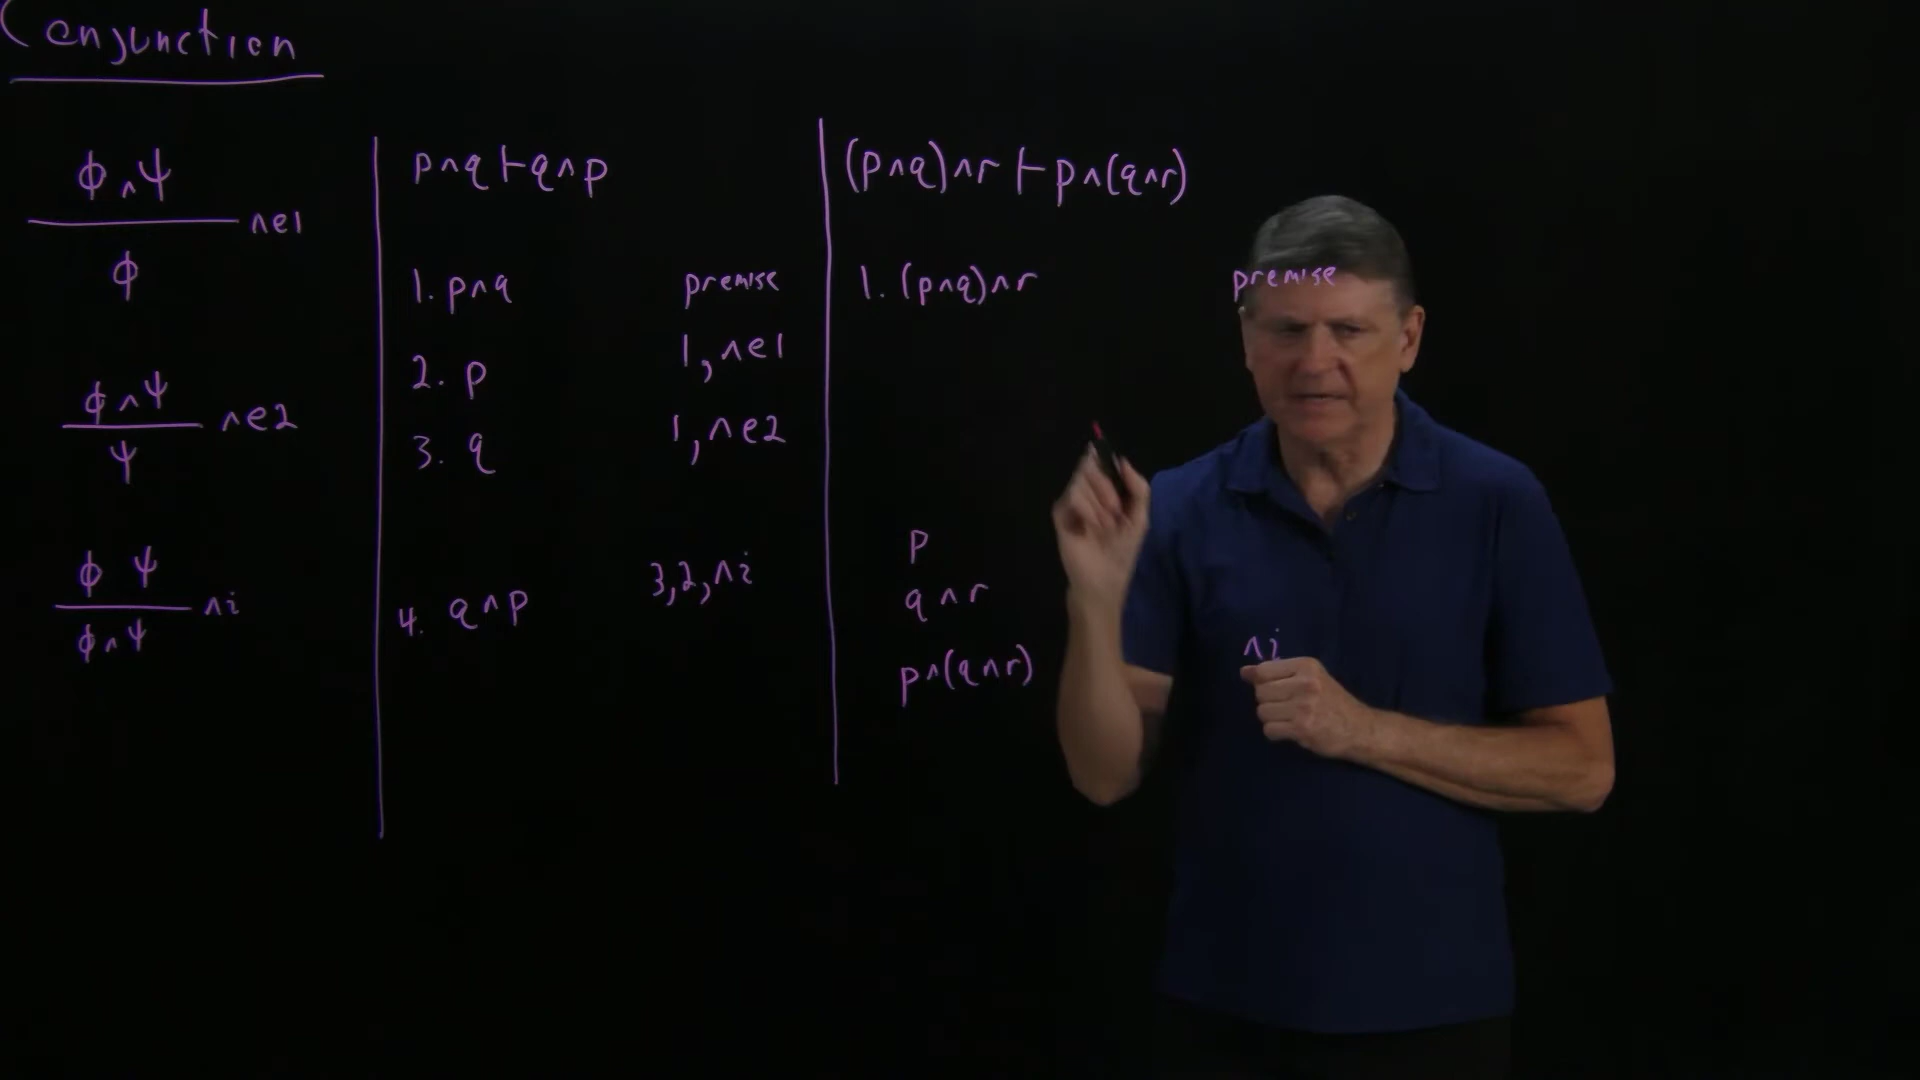 Conjunction
ϕ∧ψ
∧e1
ϕ
ϕ∧ψ
∧e2
ψ
ϕ ψ
∧i
ϕ∧ψ
p∧q⊢q∧p
1. p∧q premise
2. p 1,∧e1
3. q 1,∧e2
4. q∧p 3,2,∧i
(p∧q)∧r ⊢ p∧(q∧r)
1. (p∧q)∧r premise
p
q∧r
p∧(q∧r) ∧i